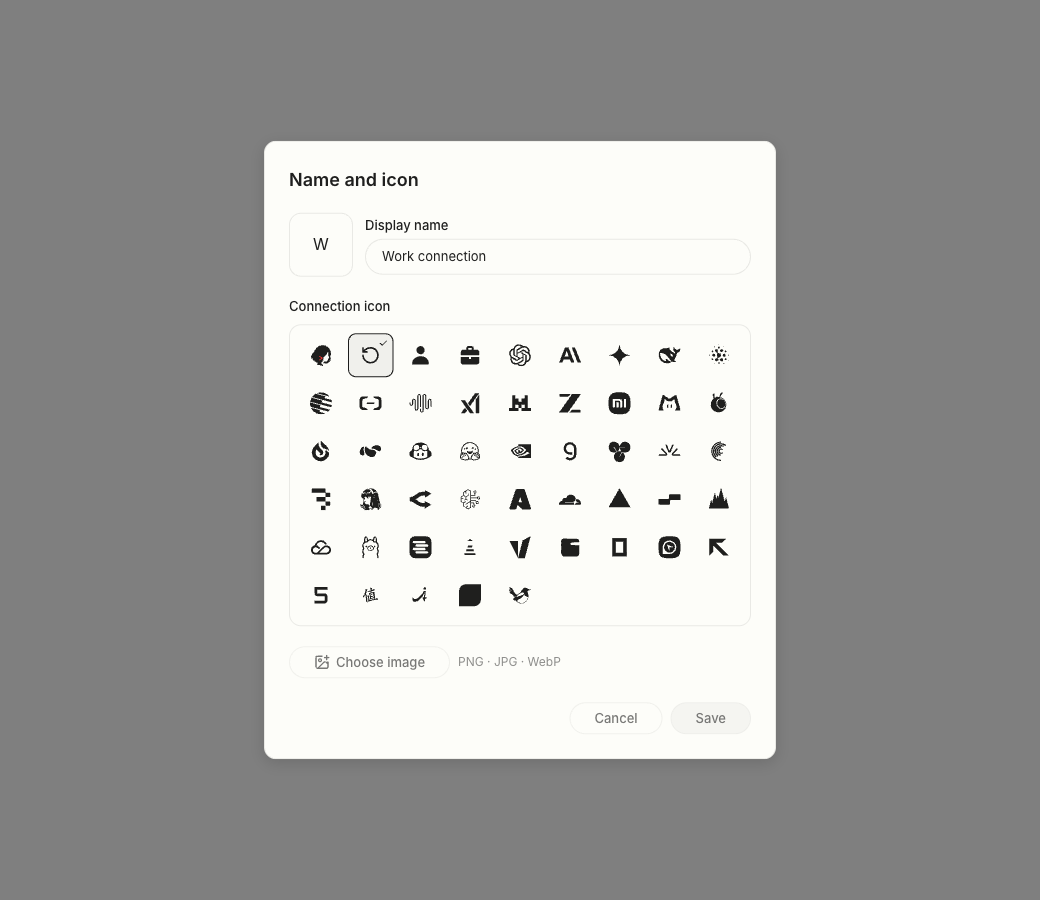 Name and icon
W
Display name
Work connection
Connection icon
Choose image
PNG · JPG · WebP
Cancel
Save